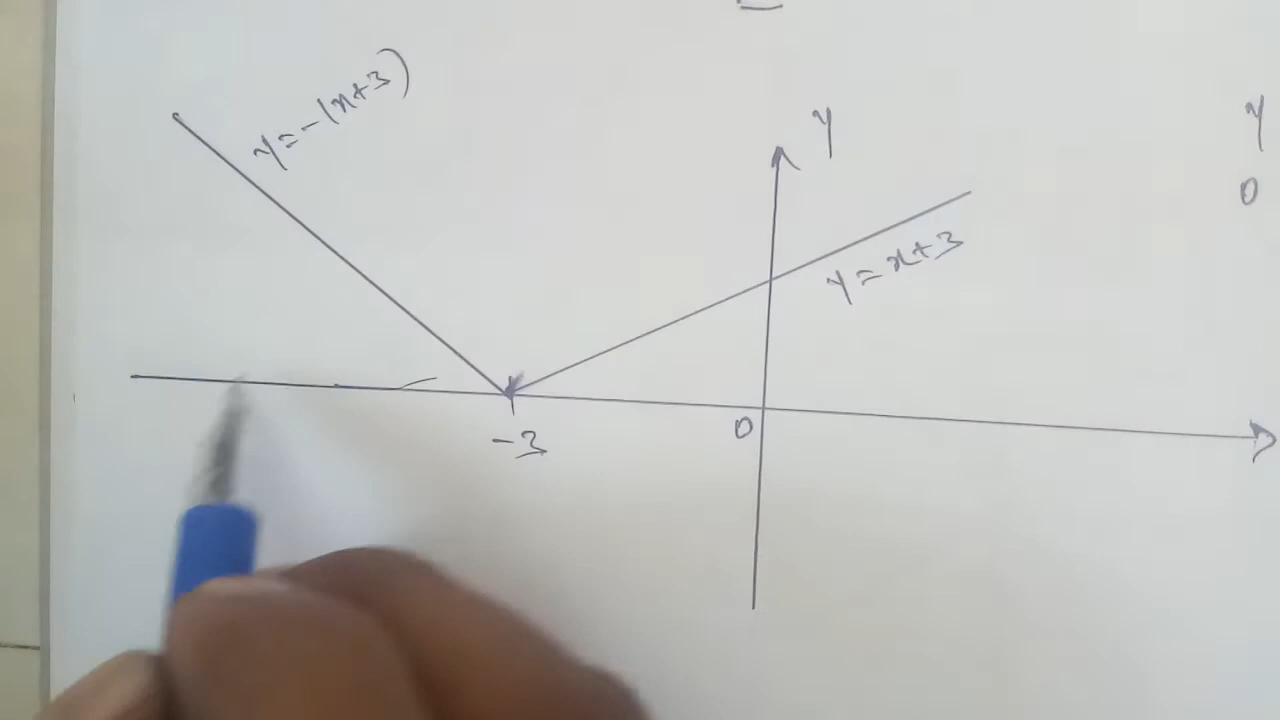 y = -(x+3)
y
y = x+3
-3
0
y
0